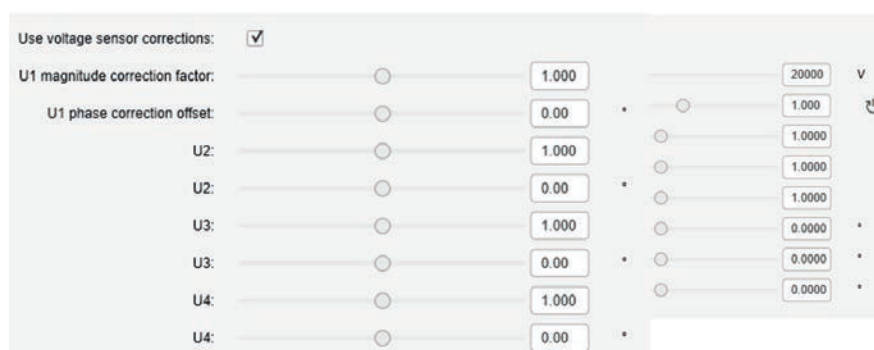 Use voltage sensor corrections:
U1 magnitude correction factor: 1.000
U1 phase correction offset: 0.00 °
U2: 1.000
U2: 0.00 °
U3: 1.000
U3: 0.00 °
U4: 1.000
U4: 0.00 °
20000 V
1.000
1.0000
1.0000
1.0000
0.0000 °
0.0000 °
0.0000 °